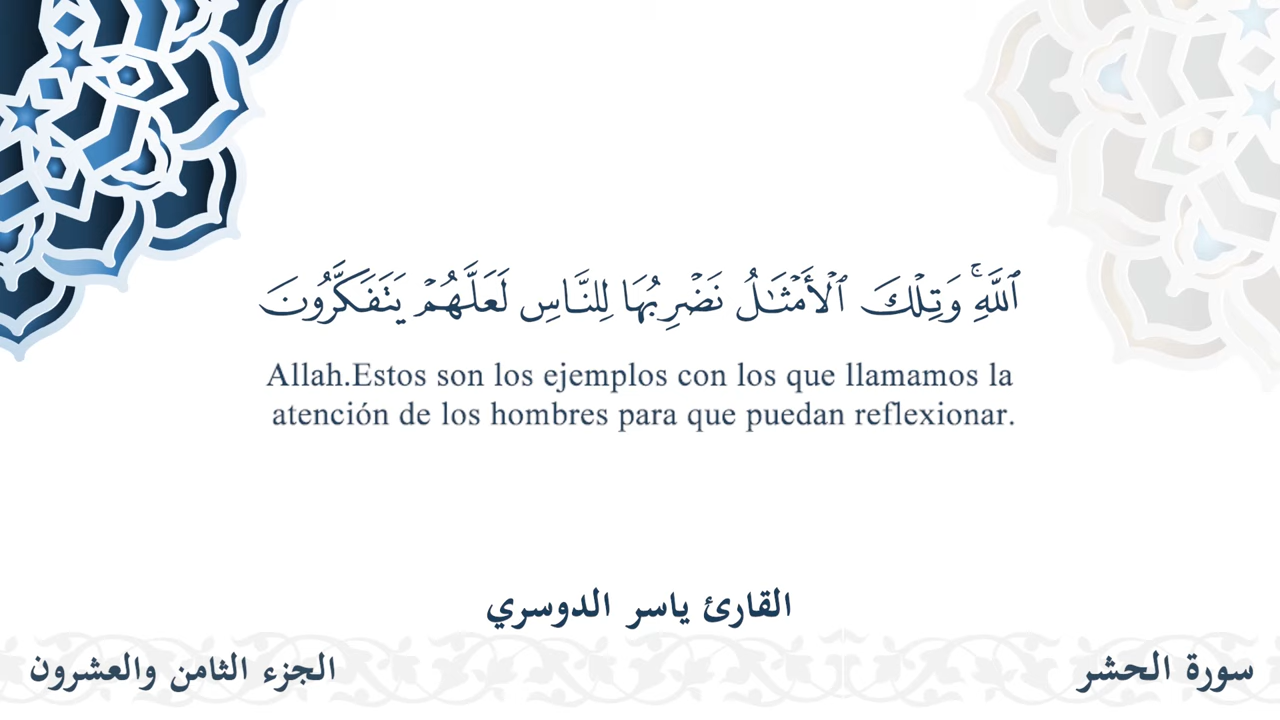 ٱللَّهِۚ وَتِلۡكَ ٱلۡأَمۡثَٰلُ نَضۡرِبُهَا لِلنَّاسِ لَعَلَّهُمۡ يَتَفَكَّرُونَ
Allah.Estos son los ejemplos con los que llamamos la
atención de los hombres para que puedan reflexionar.
القارئ ياسر الدوسري
سورة الحشر
الجزء الثامن والعشرون